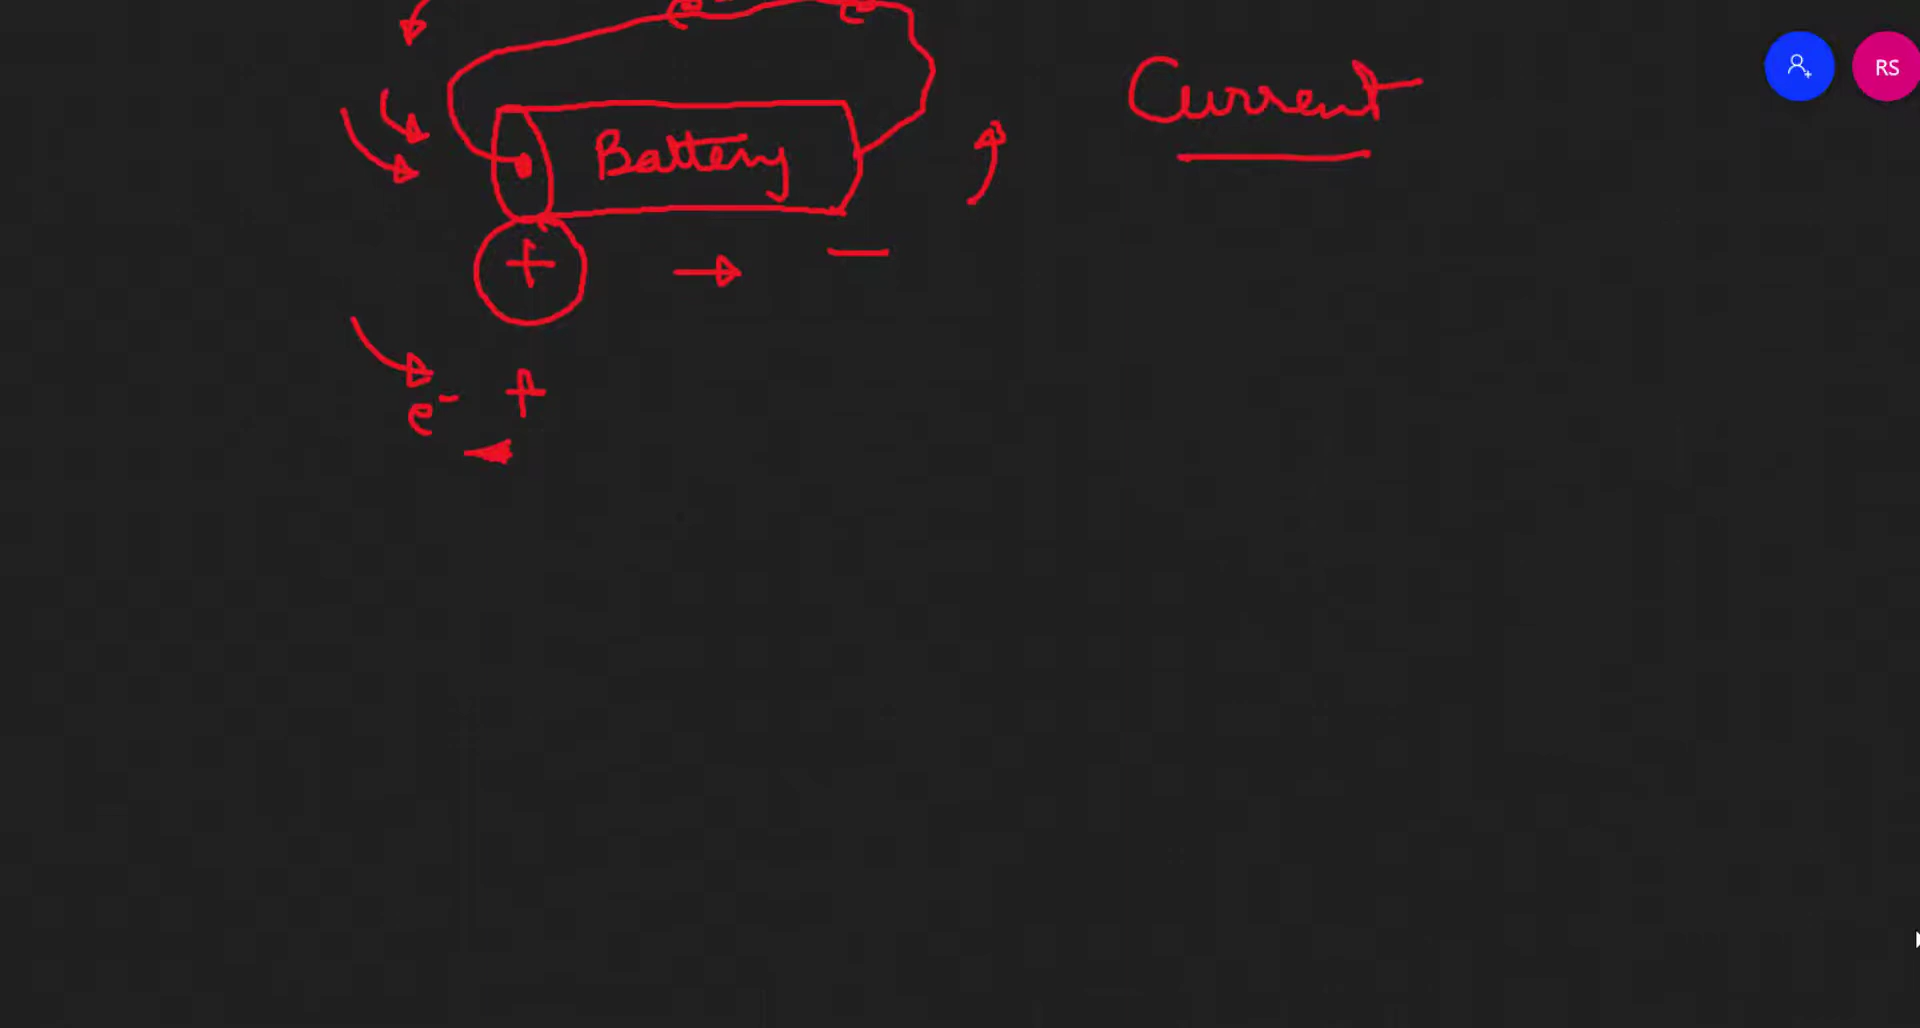 Current
RS
Battery
+
—
e⁻ +